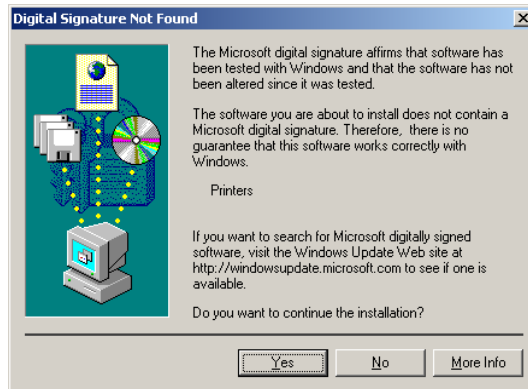 Digital Signature Not Found
The Microsoft digital signature affirms that software has
been tested with Windows and that the software has not
been altered since it was tested.
The software you are about to install does not contain a
Microsoft digital signature. Therefore, there is no
guarantee that this software works correctly with
Windows.
Printers
If you want to search for Microsoft digitally signed
software, visit the Windows Update Web site at
http://windowsupdate.microsoft.com to see if one is
available.
Do you want to continue the installation?
Yes No More Info